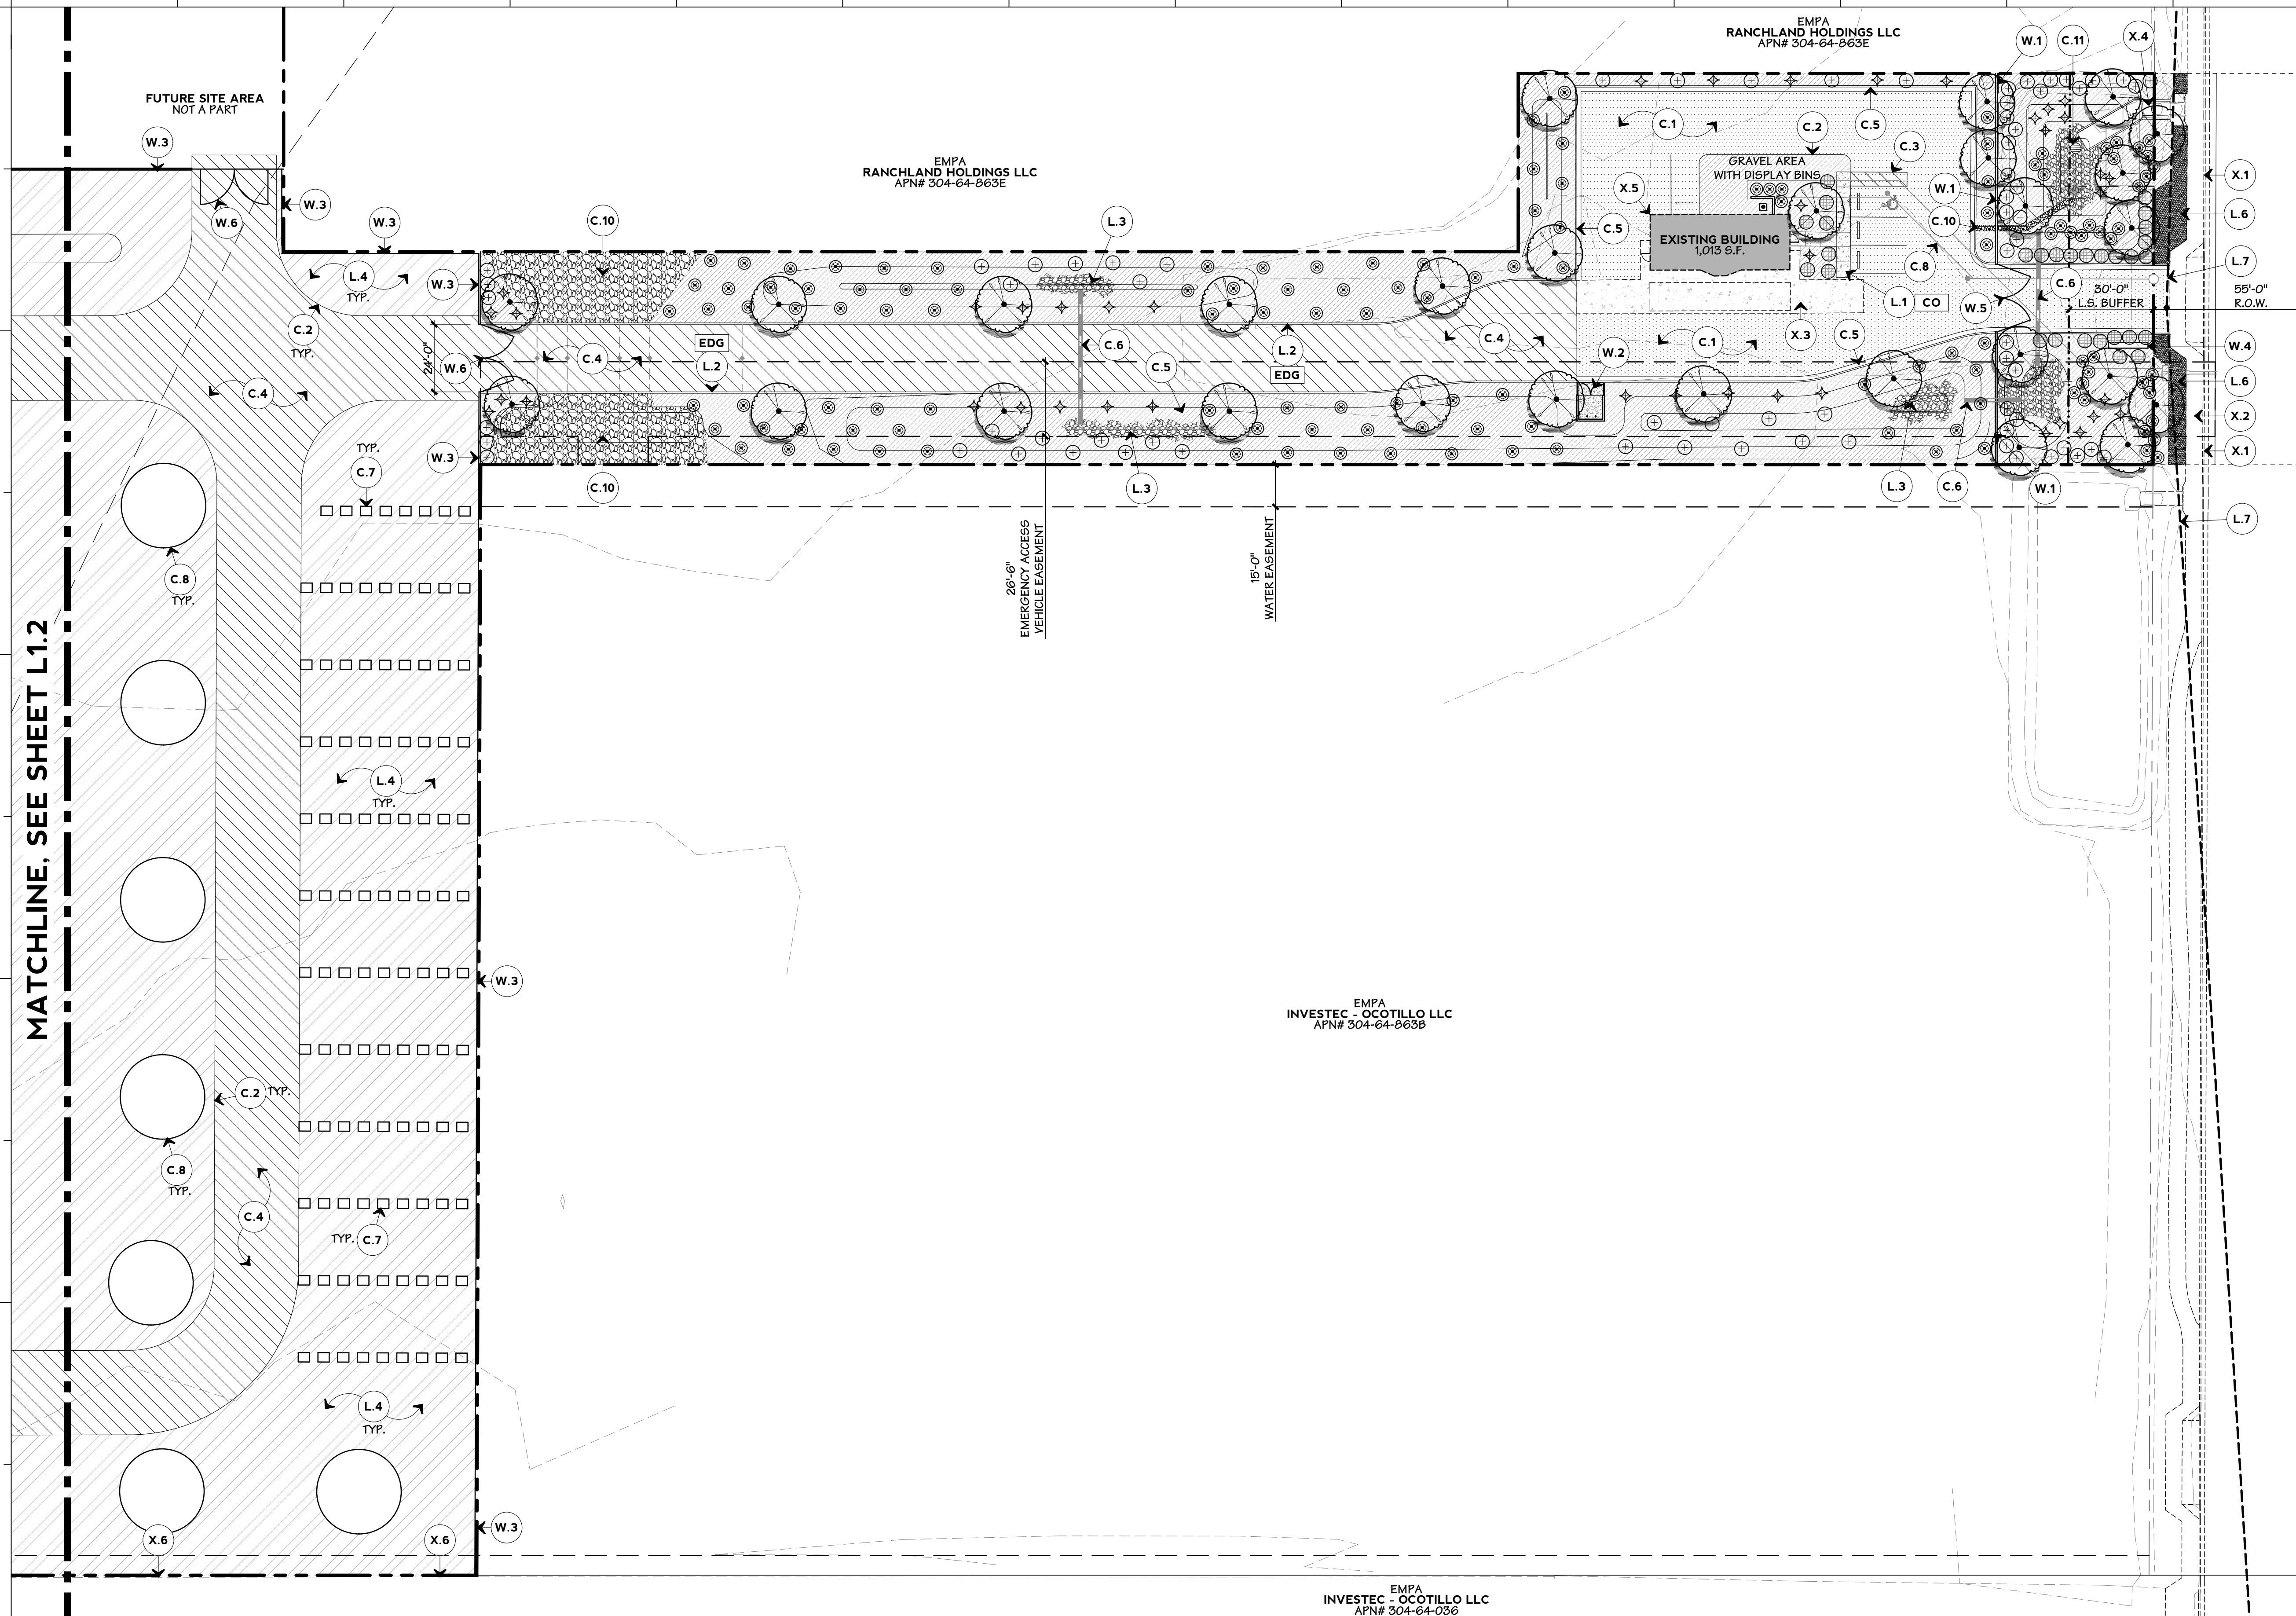 EMPA
RANCHLAND HOLDINGS LLC
APN# 304-64-863E
W.1
C.11
X.4
FUTURE SITE AREA
NOT A PART
W.3
C.1
C.2
C.5
C.3
EMPA
RANCHLAND HOLDINGS LLC
APN# 304-64-863E
GRAVEL AREA
WITH DISPLAY BINS
X.5
W.1
X.1
W.3
W.6
W.3
C.10
L.3
C.5
C.10
L.6
EXISTING BUILDING
1,013 S.F.
C.8
L.7
L.4
TYP.
W.3
C.6
30'-0"
L.S. BUFFER
55'-0"
R.O.W.
L.1
CO
W.5
C.2
TYP.
24'-0"
EDG
L.2
C.6
L.2
EDG
C.4
X.3
C.5
C.1
W.2
W.4
W.6
C.4
C.5
L.6
C.4
X.2
TYP.
C.7
W.3
X.1
C.10
L.3
L.3
C.6
W.1
L.7
26'-6"
EMERGENCY ACCESS
VEHICLE EASEMENT
15'-0"
WATER EASEMENT
C.8
TYP.
MATCHLINE, SEE SHEET L1.2
L.4
TYP.
W.3
EMPA
INVESTEC - OCOTILLO LLC
APN# 304-64-863B
C.2
TYP.
C.8
TYP.
C.4
TYP.
C.7
L.4
TYP.
X.6
X.6
W.3
EMPA
INVESTEC - OCOTILLO LLC
APN# 304-64-036